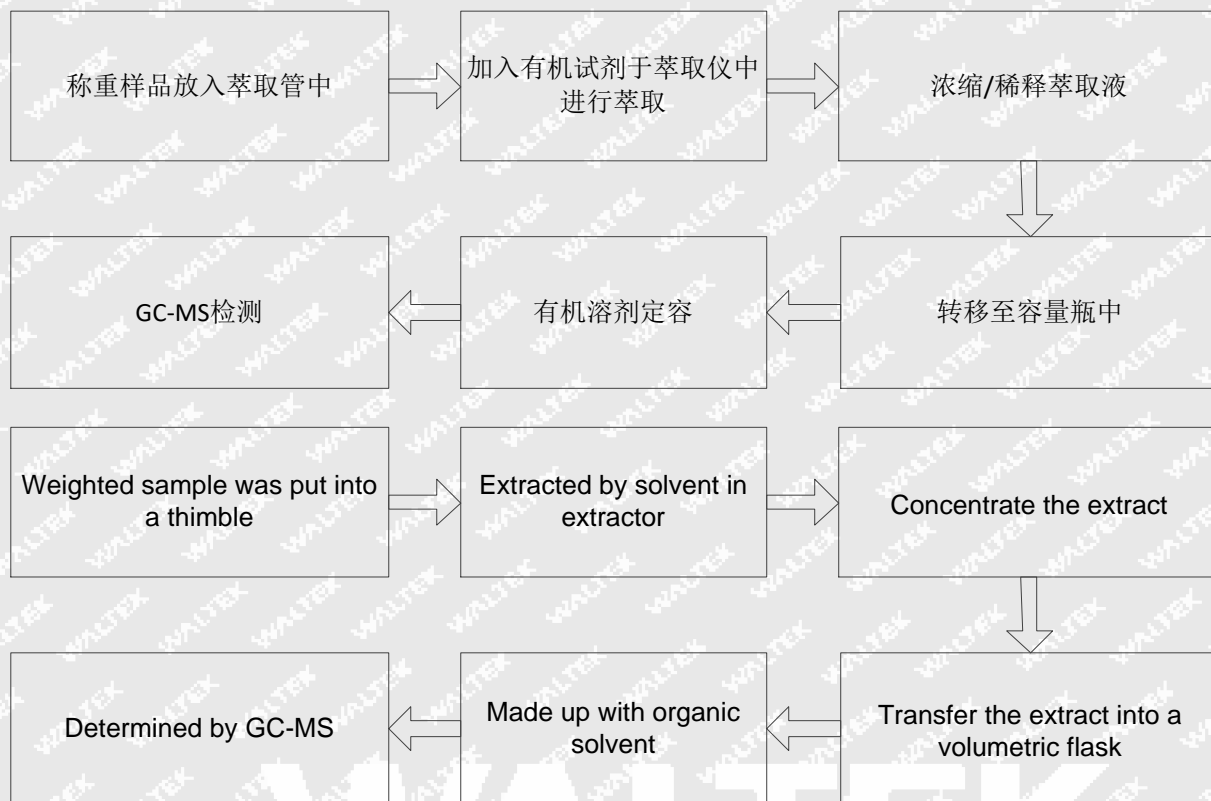 称重样品放入萃取管中
加入有机试剂于萃取仪中
进行萃取
浓缩/稀释萃取液
转移至容量瓶中
有机溶剂定容
GC-MS检测
Weighted sample was put into
a thimble
Extracted by solvent in
extractor
Concentrate the extract
Transfer the extract into a
volumetric flask
Made up with organic
solvent
Determined by GC-MS
WALTEK